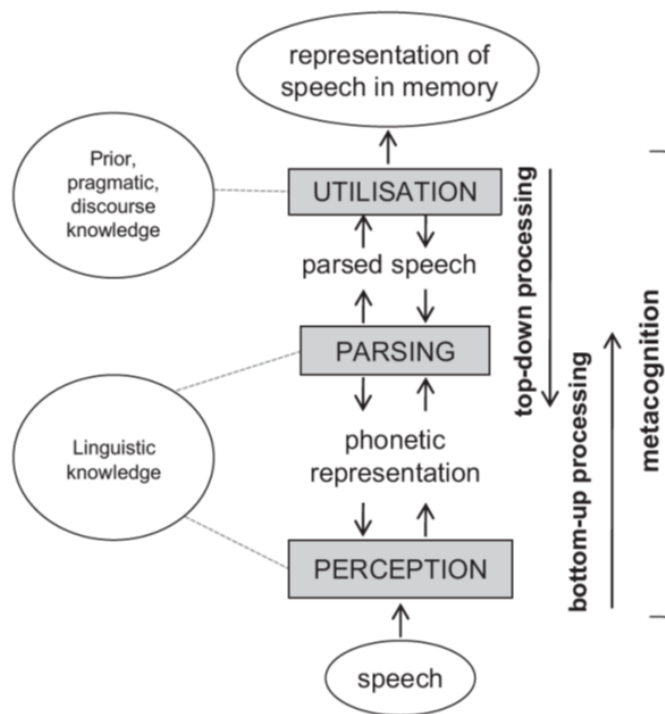 representation of
speech in memory
Prior,
pragmatic,
discourse
knowledge
UTILISATION
parsed speech
PARSING
Linguistic
knowledge
phonetic
representation
PERCEPTION
speech
top-down processing
bottom-up processing
metacognition